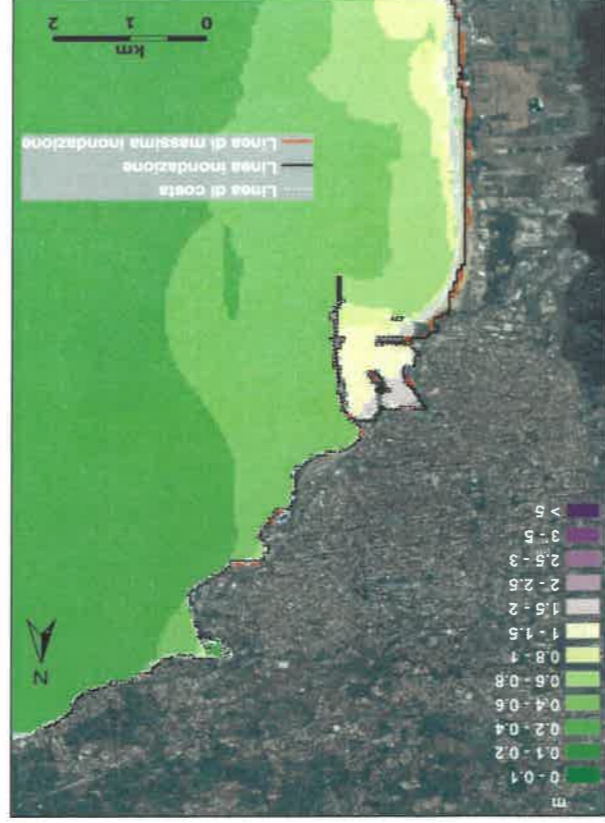 m
0 - 0.1
0.1 - 0.2
0.2 - 0.4
0.4 - 0.6
0.6 - 0.8
0.8 - 1
1 - 1.5
1.5 - 2
2 - 2.5
2.5 - 3
3 - 5
> 5
N
Linea di costa
Linea inondazione
Linea di massima inondazione
km
0 1 2